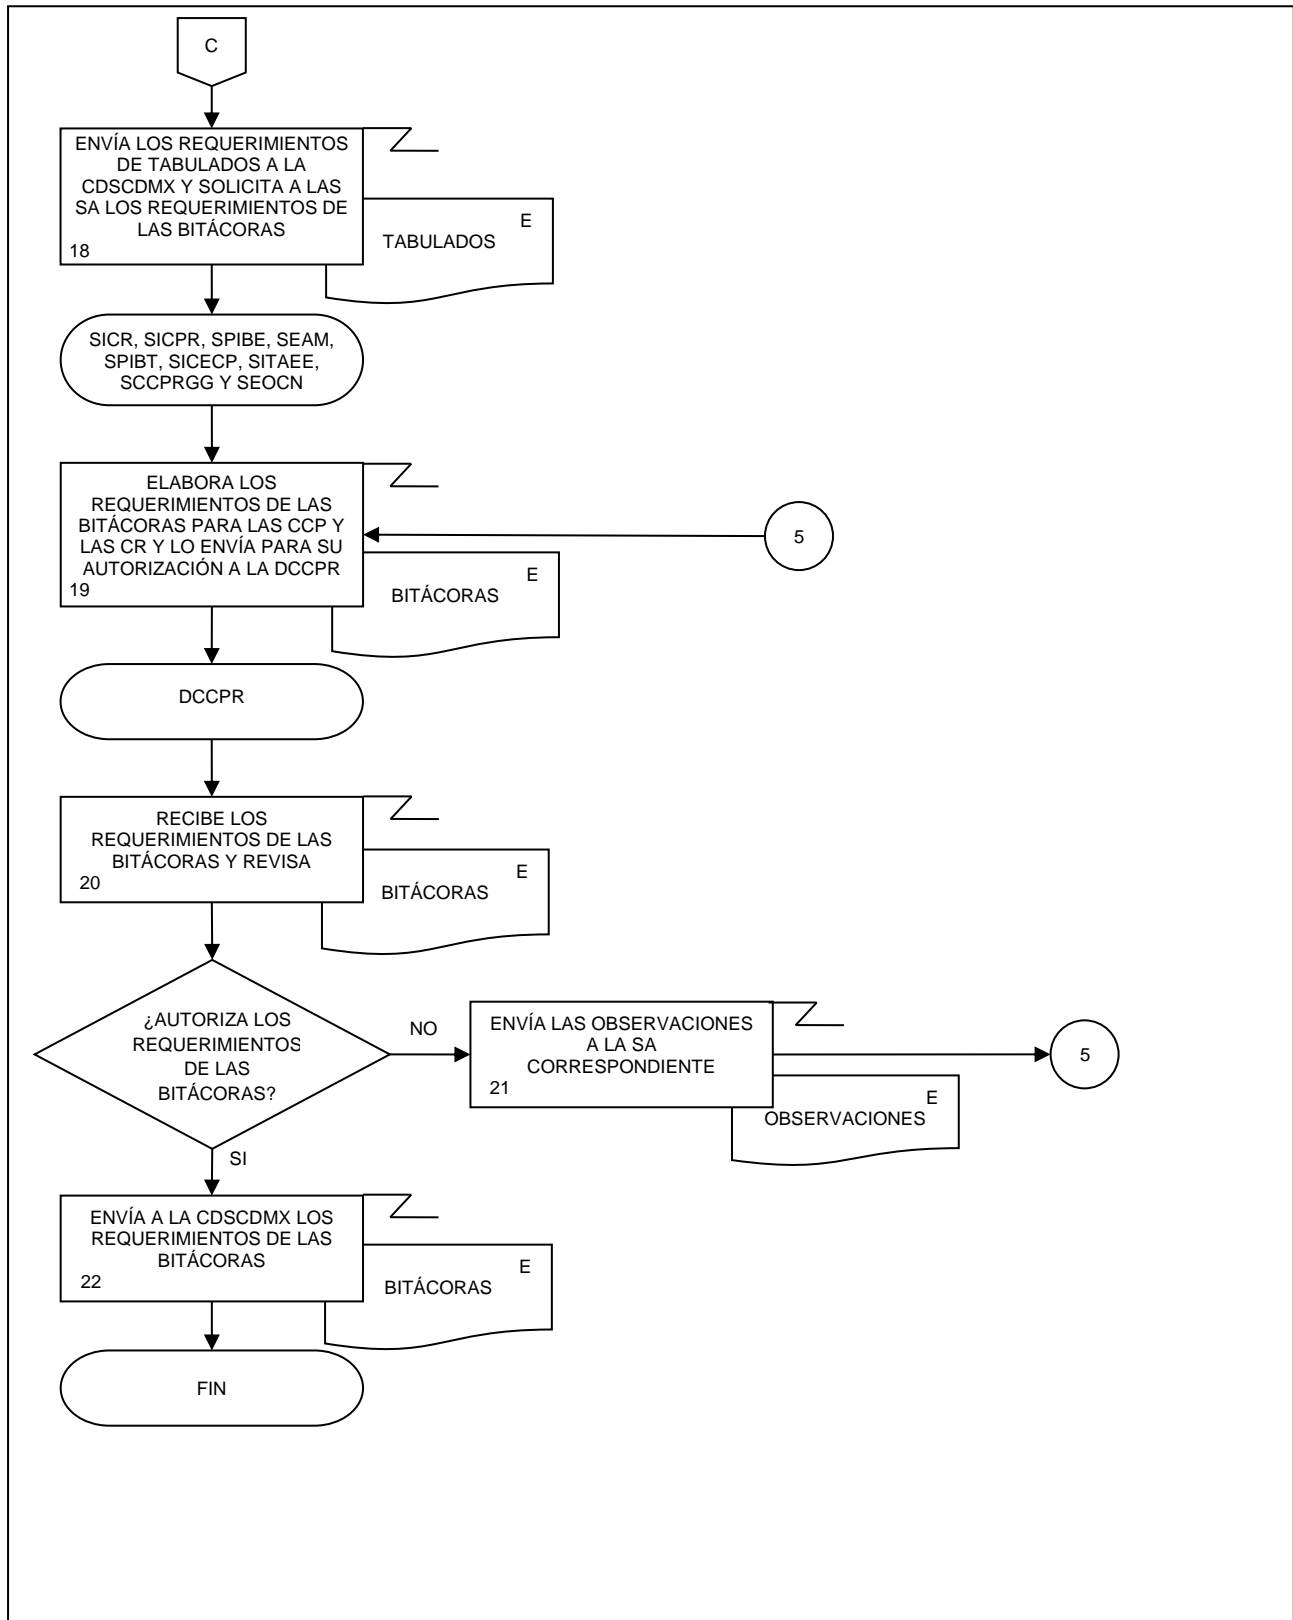 C
ENVÍA LOS REQUERIMIENTOS
DE TABULADOS A LA
CDSCDMX Y SOLICITA A LAS
SA LOS REQUERIMIENTOS DE
LAS BITÁCORAS
18
E
TABULADOS
SICR, SICPR, SPIBE, SEAM,
SPIBT, SICECP, SITAEE,
SCCPRGG Y SEOCN
ELABORA LOS
REQUERIMIENTOS DE LAS
BITÁCORAS PARA LAS CCP Y
LAS CR Y LO ENVÍA PARA SU
AUTORIZACIÓN A LA DCCPR
19
5
E
BITÁCORAS
DCCPR
RECIBE LOS
REQUERIMIENTOS DE LAS
BITÁCORAS Y REVISA
20
E
BITÁCORAS
¿AUTORIZA LOS
REQUERIMIENTOS
DE LAS
BITÁCORAS?
NO
ENVÍA LAS OBSERVACIONES
A LA SA
CORRESPONDIENTE
21
5
E
OBSERVACIONES
SI
ENVÍA A LA CDSCDMX LOS
REQUERIMIENTOS DE LAS
BITÁCORAS
22
E
BITÁCORAS
FIN